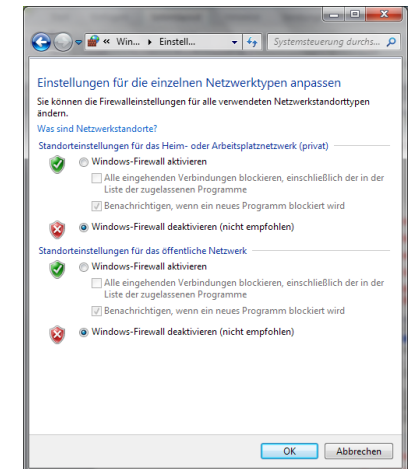 « Win... ▸ Einstell... Systemsteuerung durchs...
Einstellungen für die einzelnen Netzwerktypen anpassen
Sie können die Firewalleinstellungen für alle verwendeten Netzwerkstandorttypen
ändern.
Was sind Netzwerkstandorte?
Standorteinstellungen für das Heim- oder Arbeitsplatznetzwerk (privat)
Windows-Firewall aktivieren
Alle eingehenden Verbindungen blockieren, einschließlich der in der
Liste der zugelassenen Programme
Benachrichtigen, wenn ein neues Programm blockiert wird
Windows-Firewall deaktivieren (nicht empfohlen)
Standorteinstellungen für das öffentliche Netzwerk
Windows-Firewall aktivieren
Alle eingehenden Verbindungen blockieren, einschließlich der in der
Liste der zugelassenen Programme
Benachrichtigen, wenn ein neues Programm blockiert wird
Windows-Firewall deaktivieren (nicht empfohlen)
OK Abbrechen